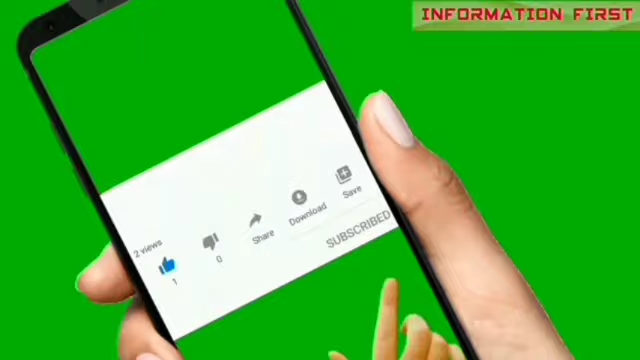 INFORMATION FIRST
2 views
1
0
Share
Download
Save
SUBSCRIBED